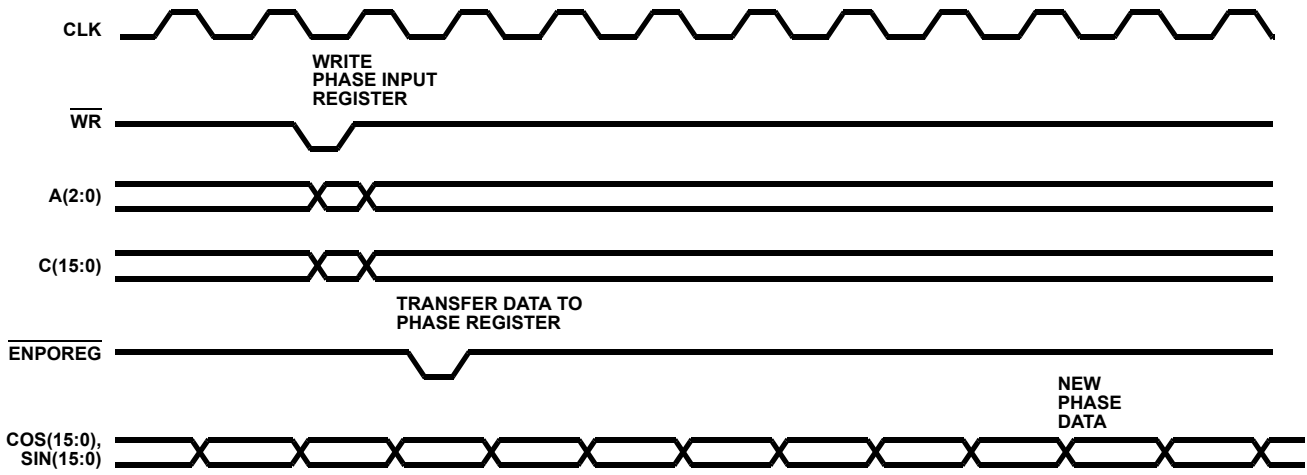 CLK
WRITE
PHASE INPUT
REGISTER
WR
A(2:0)
C(15:0)
TRANSFER DATA TO
PHASE REGISTER
ENPOREG
NEW
PHASE
DATA
COS(15:0),
SIN(15:0)